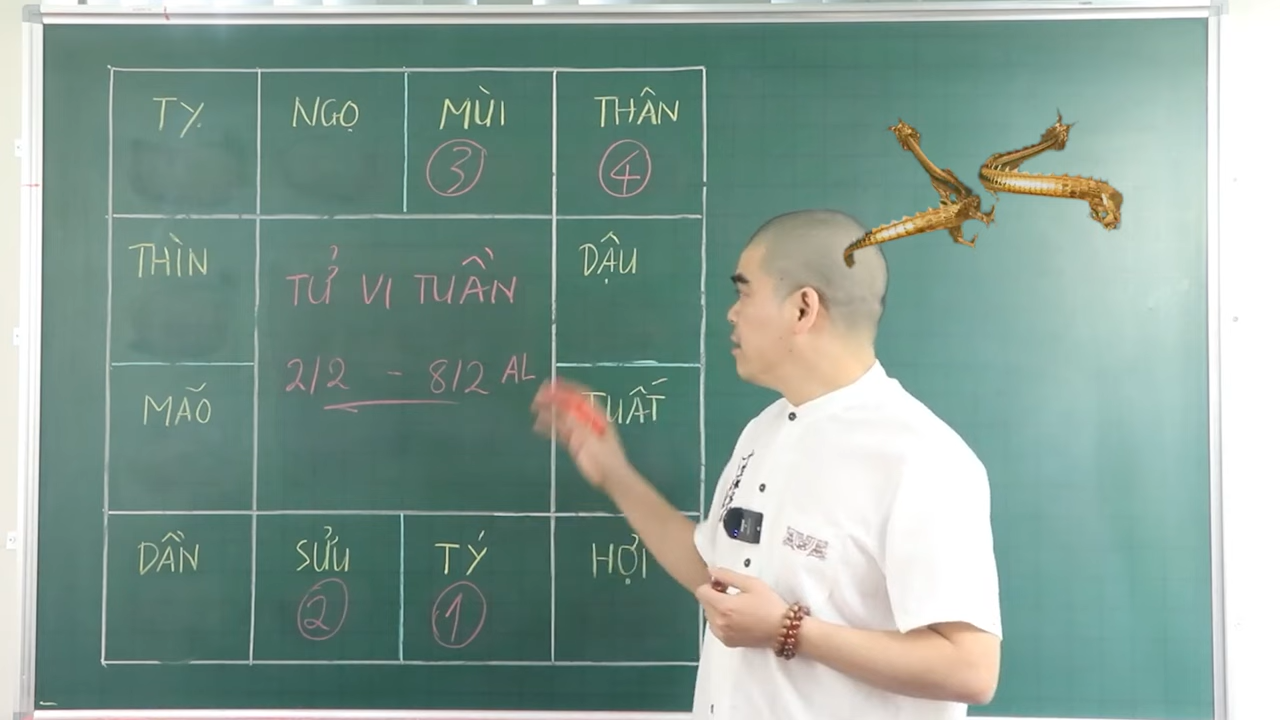 TỴ
NGỌ
MÙI
THÂN
③
④
THÌN
TỬ VI TUẦN
DẬU
2/2 - 8/2 AL
MÃO
TUẤT
DẦN
SỬU
TÝ
HỢI
②
①